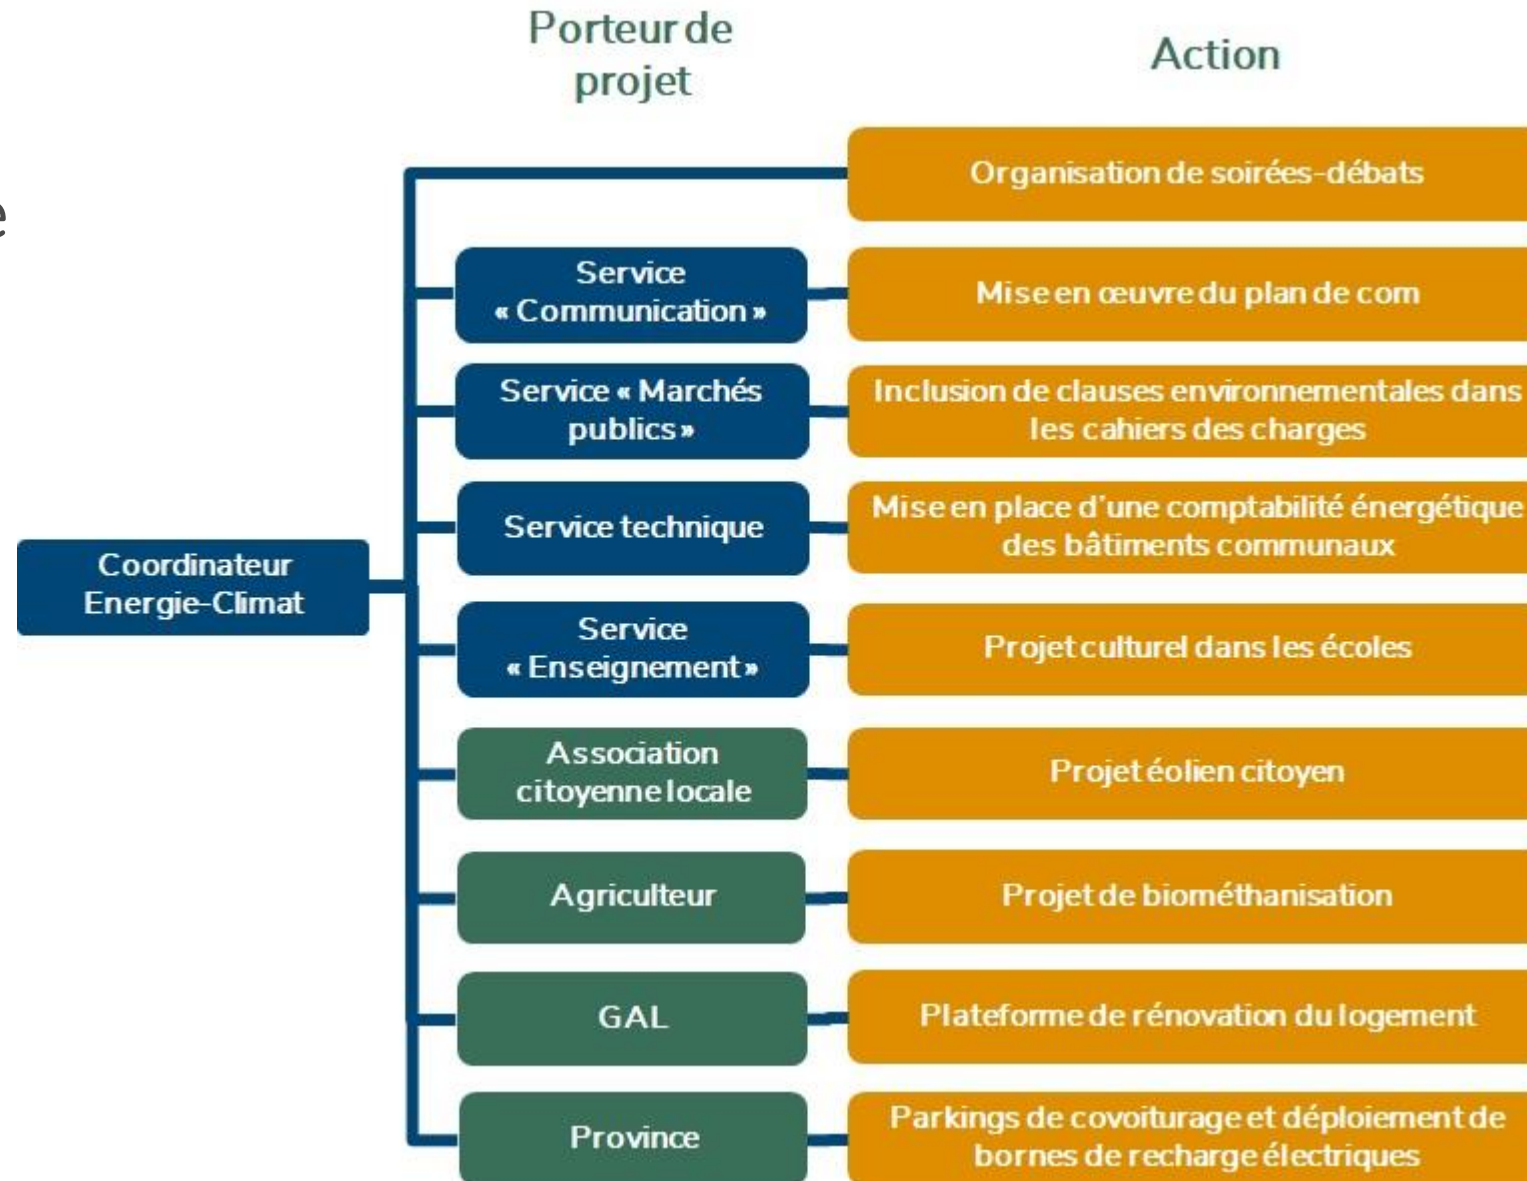 Porteur de
projet
Action
e
Organisation de soirées-débats
Service
« Communication »
Mise en œuvre du plan de com
Service « Marchés
publics »
Inclusion de clauses environnementales dans
les cahiers des charges
Service technique
Mise en place d'une comptabilité énergétique
des bâtiments communaux
Coordinateur
Energie-Climat
Service
« Enseignement »
Projet culturel dans les écoles
Association
citoyenne locale
Projet éolien citoyen
Agriculteur
Projet de biométhanisation
GAL
Plateforme de rénovation du logement
Province
Parkings de covoiturage et déploiement de
bornes de recharge électriques